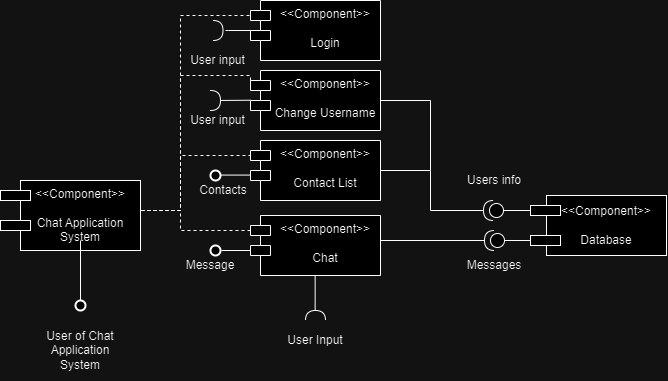 <<Component>>
Login
User input
<<Component>>
Change Username
User input
<<Component>>
Contact List
Contacts
Users info
<<Component>>
Chat Application
System
<<Component>>
Database
<<Component>>
Chat
Message
Messages
User Input
User of Chat
Application
System